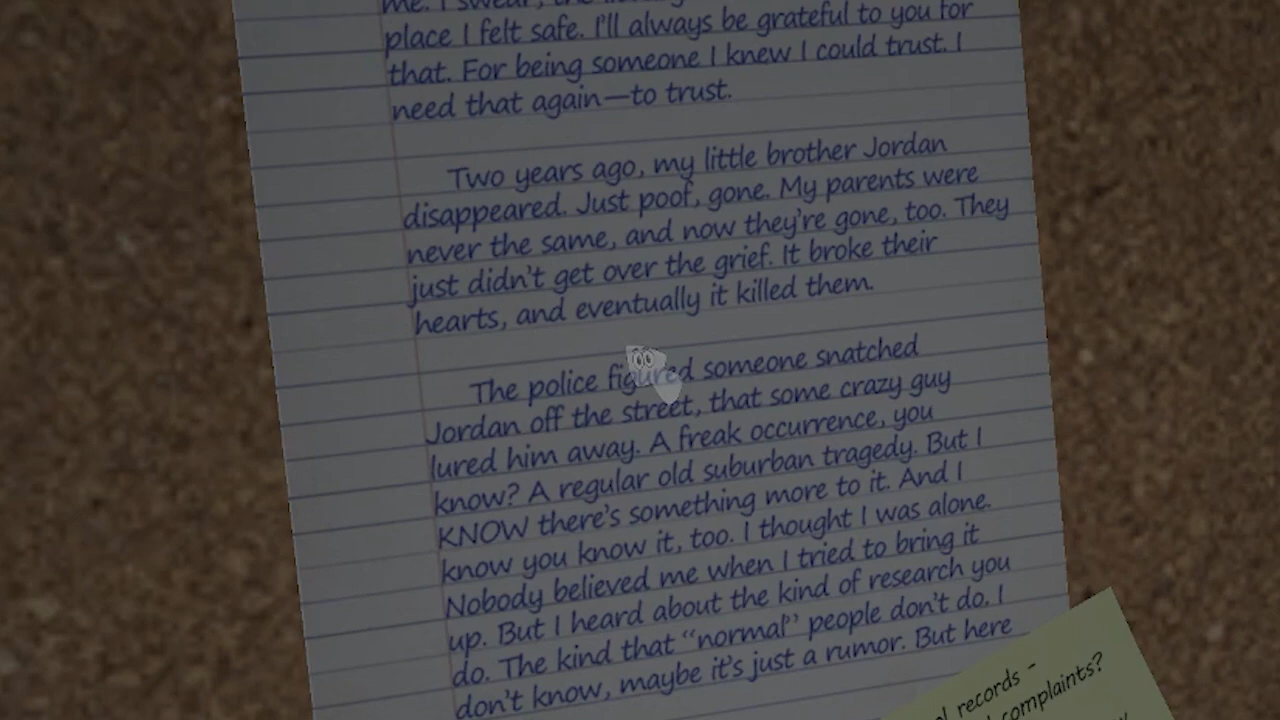 me. I swear, the
place I felt safe. I'll always be grateful to you for
that. For being someone I knew I could trust. I
need that again—to trust.
Two years ago, my little brother Jordan
disappeared. Just poof, gone. My parents were
never the same, and now they're gone, too. They
just didn't get over the grief. It broke their
hearts, and eventually it killed them.
The police figured someone snatched
Jordan off the street, that some crazy guy
lured him away. A freak occurrence, you
know? A regular old suburban tragedy. But I
KNOW there's something more to it. And I
know you know it, too. I thought I was alone.
Nobody believed me when I tried to bring it
up. But I heard about the kind of research you
do. The kind that "normal" people don't do. I
don't know, maybe it's just a rumor. But here
records -
complaints?